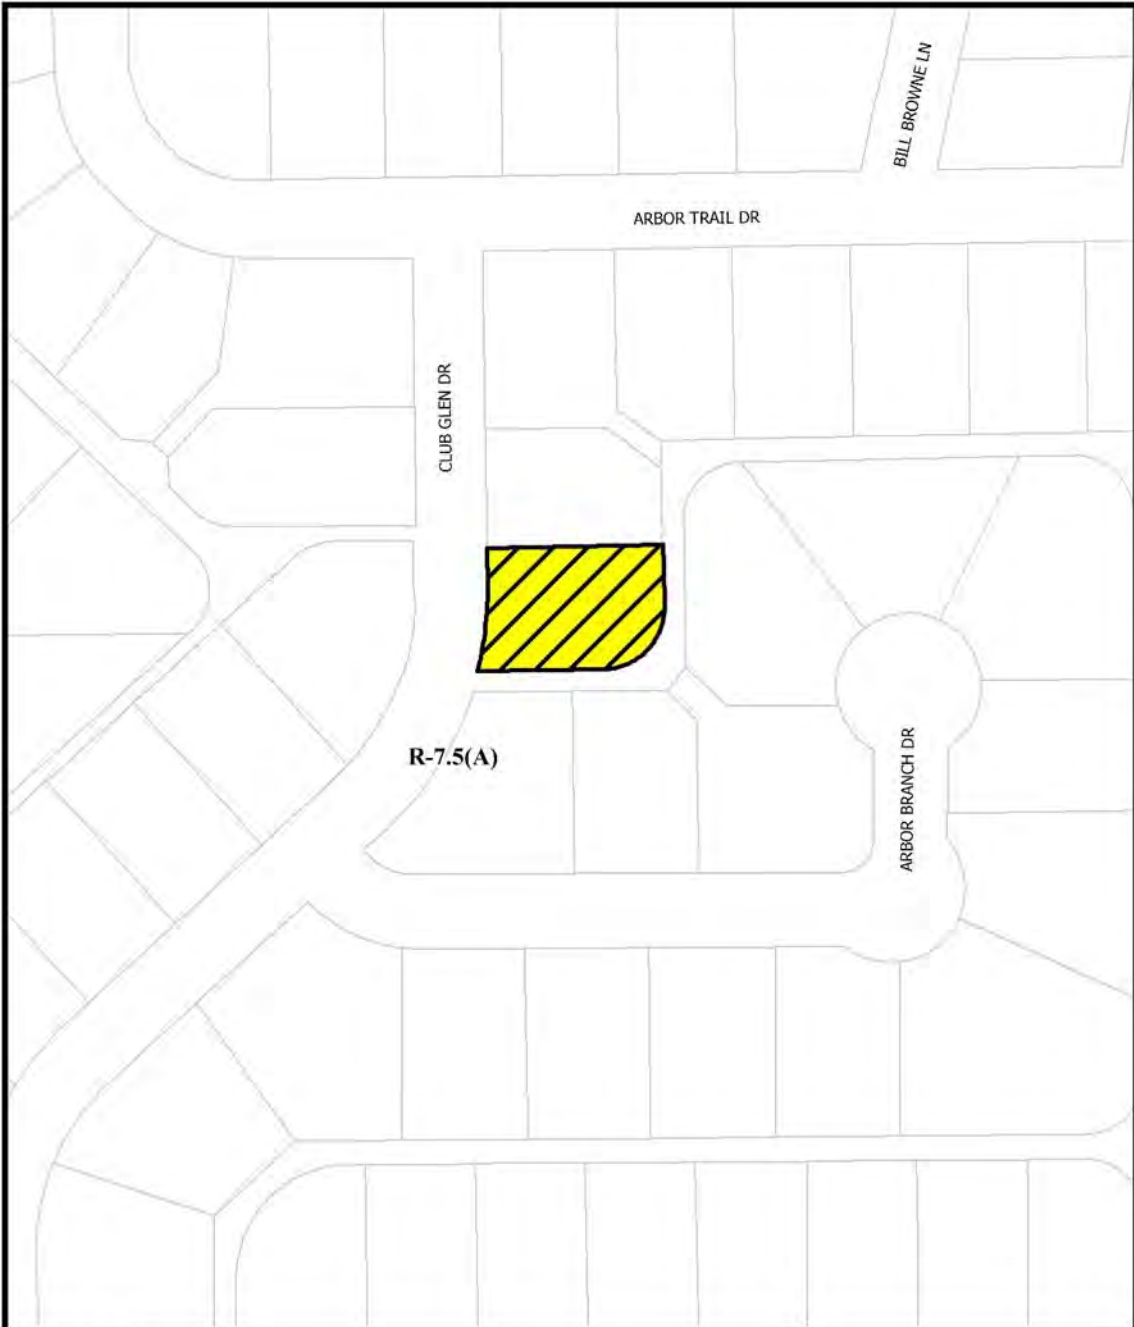 BILL BROWNE LN
ARBOR TRAIL DR
CLUB GLEN DR
R-7.5(A)
ARBOR BRANCH DR